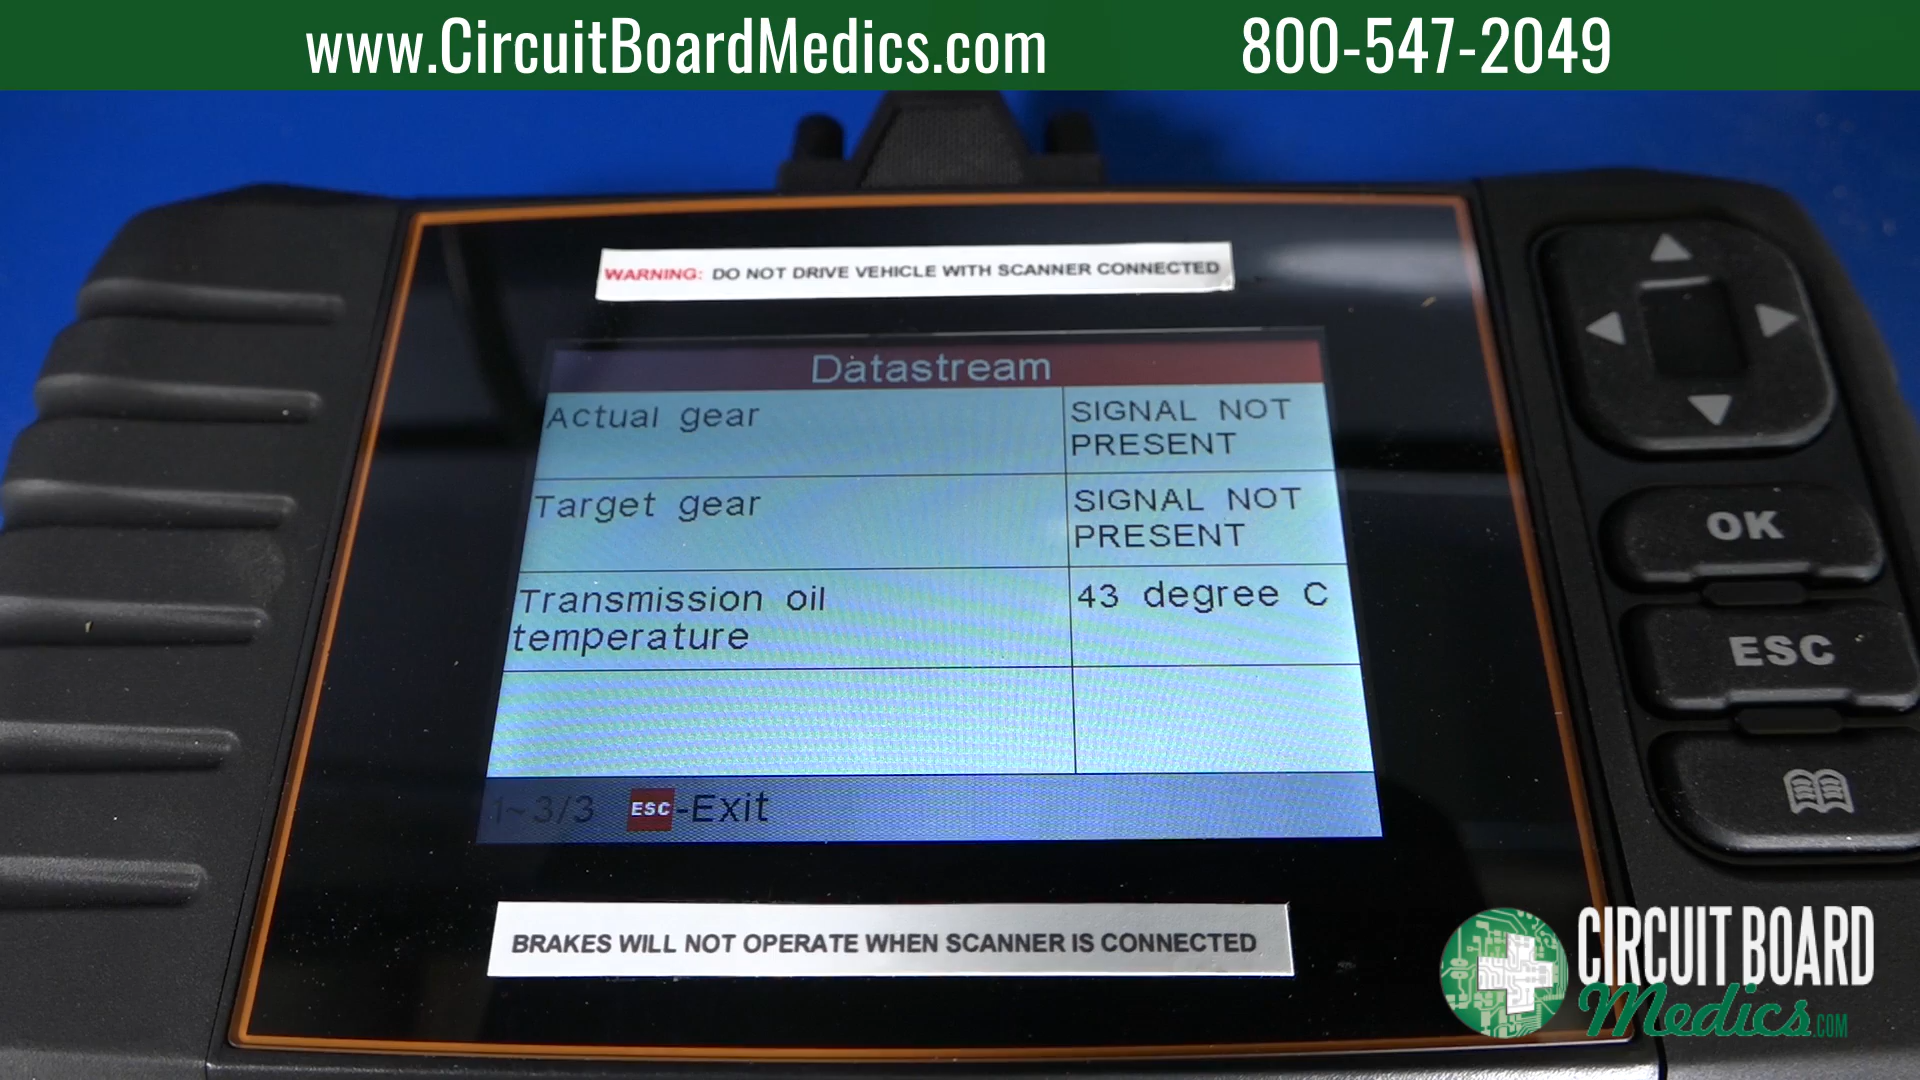 www.CircuitBoardMedics.com 800-547-2049
WARNING: DO NOT DRIVE VEHICLE WITH SCANNER CONNECTED
Datastream
Actual gear SIGNAL NOT
PRESENT
Target gear SIGNAL NOT
PRESENT
Transmission oil 43 degree C
temperature
1~3/3 ESC-Exit
OK
ESC
BRAKES WILL NOT OPERATE WHEN SCANNER IS CONNECTED
CIRCUIT BOARD
Medics.COM